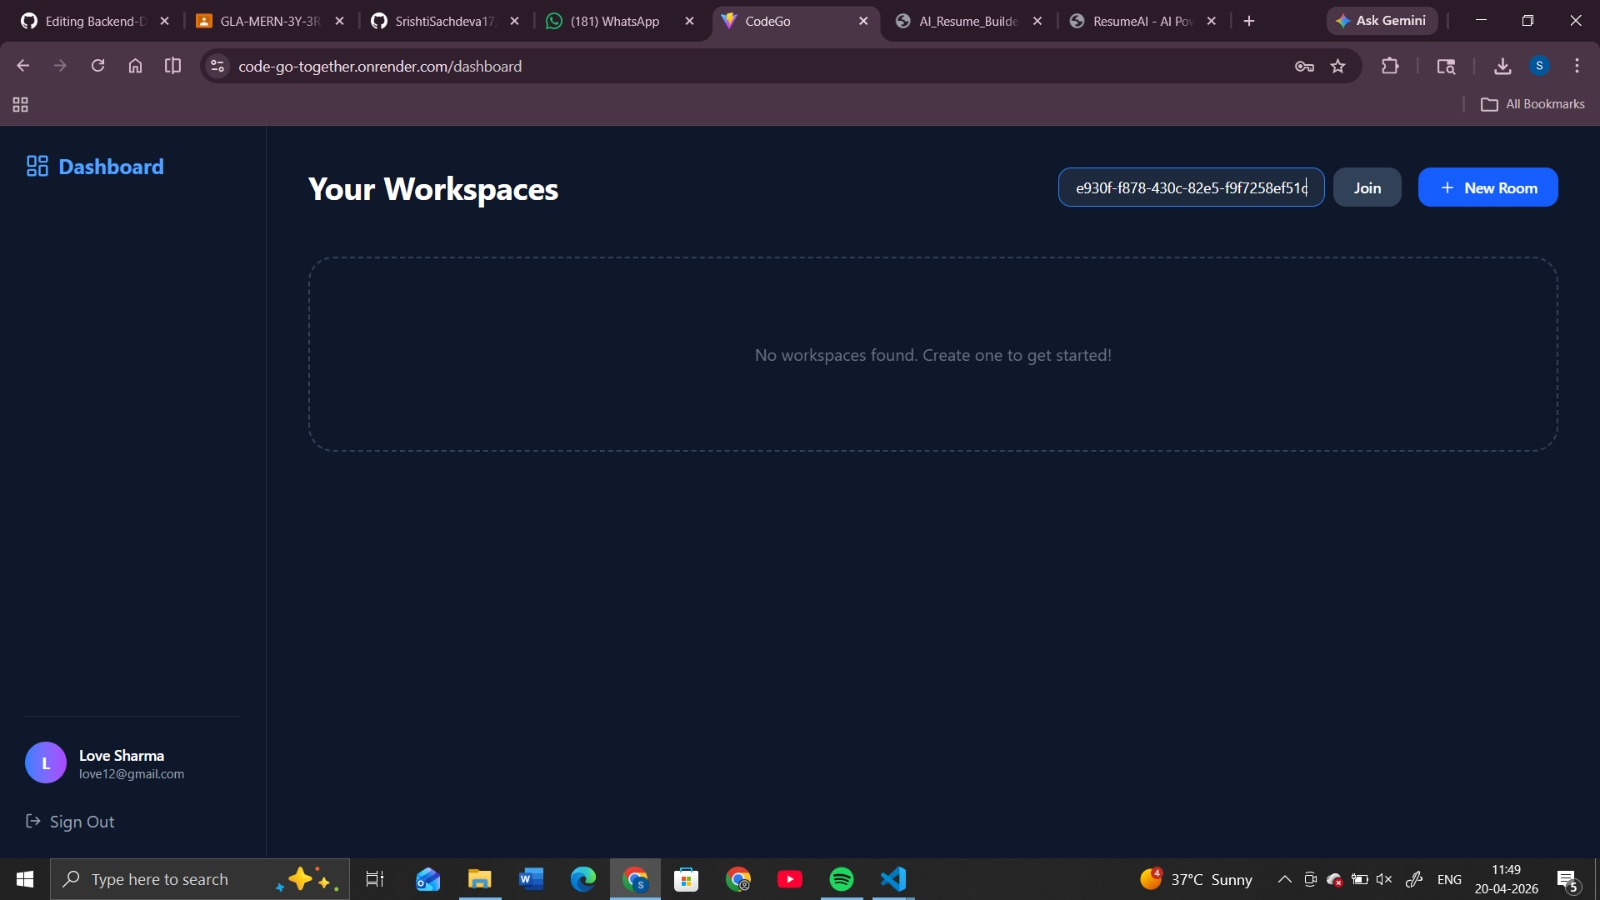 Editing Backend-D
GLA-MERN-3Y-3R
SrishtiSachdeva17
(181) WhatsApp
CodeGo
AI_Resume_Builde
ResumeAI - AI Pow
Ask Gemini
code-go-together.onrender.com/dashboard
S
All Bookmarks
Dashboard
Your Workspaces
e930f-f878-430c-82e5-f9f7258ef51c
Join
+ New Room
No workspaces found. Create one to get started!
L
Love Sharma
love12@gmail.com
Sign Out
Type here to search
4
37°C Sunny
ENG
11:49
20-04-2026
5